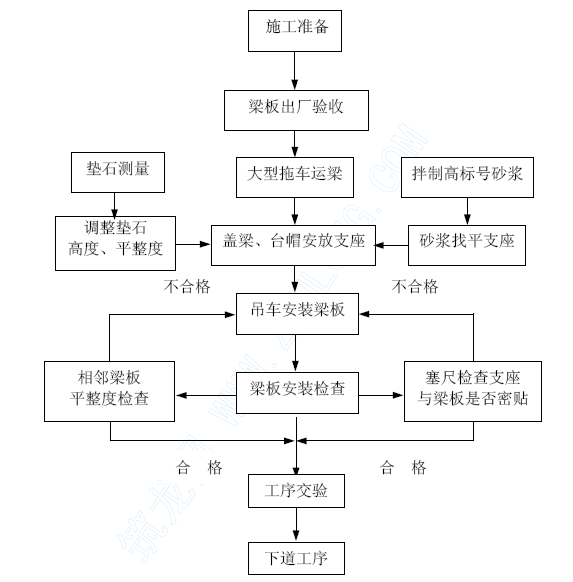 施工准备
梁板出厂验收
垫石测量
大型拖车运梁
拌制高标号砂浆
调整垫石
高度、平整度
盖梁、台帽安放支座
砂浆找平支座
不合格
不合格
吊车安装梁板
相邻梁板
平整度检查
梁板安装检查
塞尺检查支座
与梁板是否密贴
合 格
合 格
工序交验
下道工序